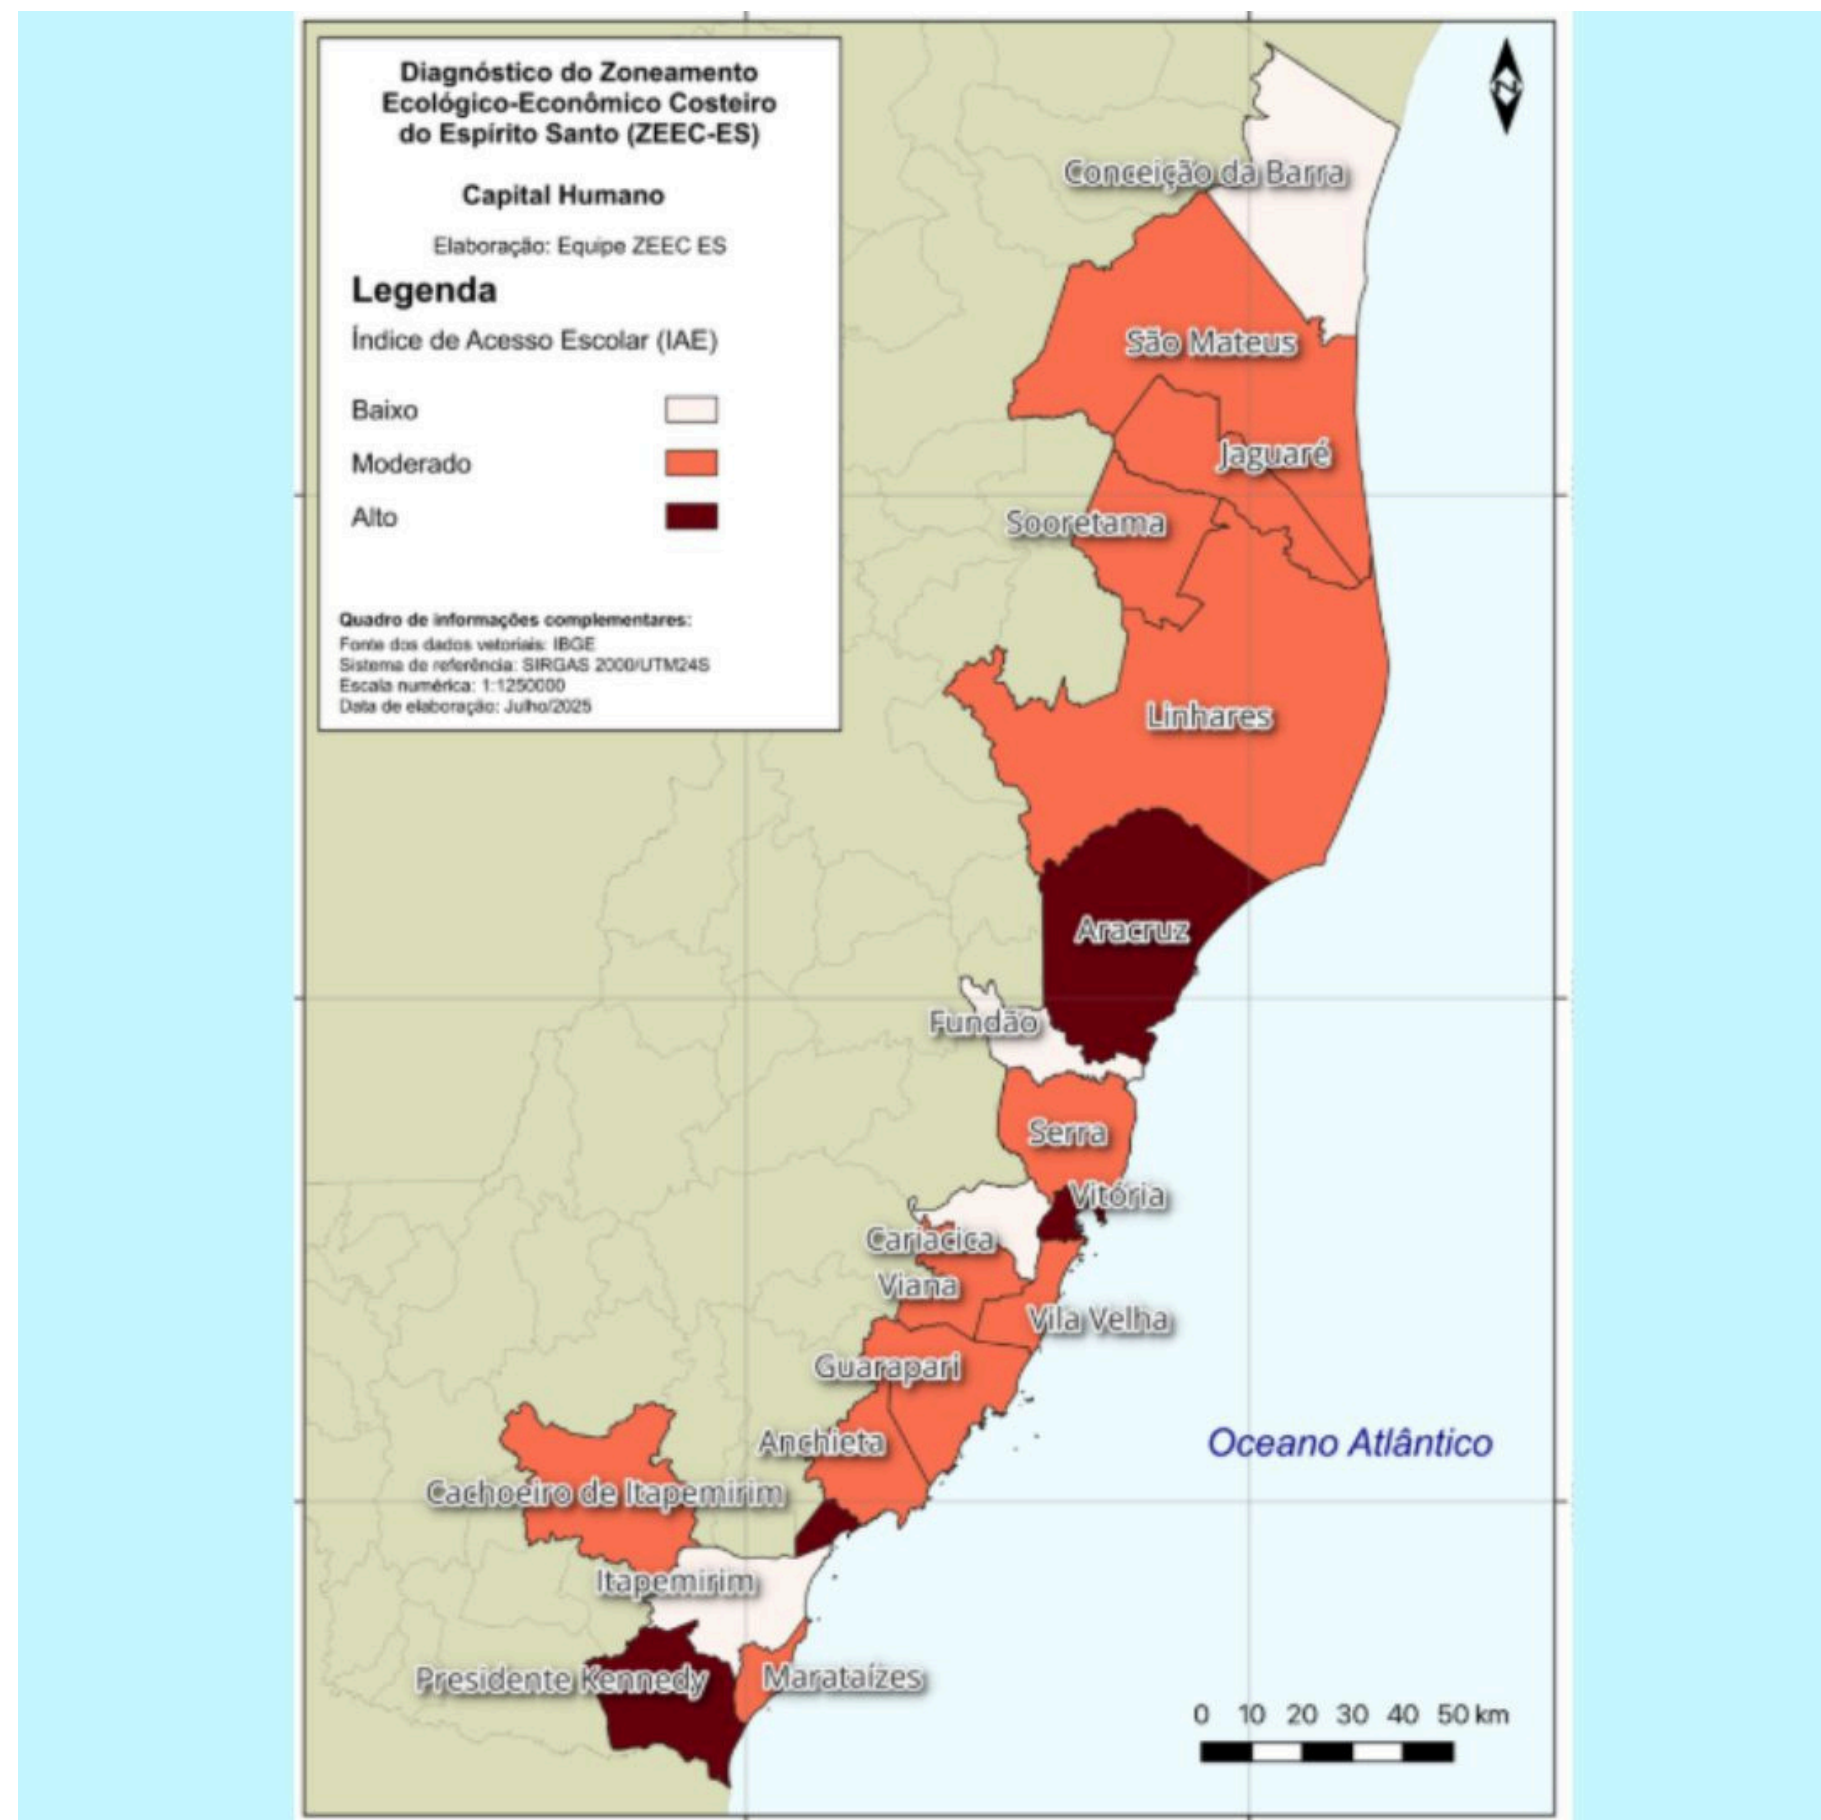 Diagnóstico do Zoneamento
Ecológico-Econômico Costeiro
do Espírito Santo (ZEEC-ES)
Capital Humano
Elaboração: Equipe ZEEC ES
Legenda
Índice de Acesso Escolar (IAE)
Baixo
Moderado
Alto
Quadro de informações complementares:
Fonte dos dados vetoriais: IBGE
Sistema de referência: SIRGAS 2000/UTM24S
Escala numérica: 1:1250000
Data de elaboração: Julho/2025
Z
Conceição da Barra
São Mateus
Jaguaré
Sooretama
Linhares
Aracruz
Fundão
Serra
Vitória
Cariacica
Viana
Vila Velha
Guarapari
Anchieta
Oceano Atlântico
Cachoeiro de Itapemirim
Itapemirim
Presidente Kennedy
Marataízes
0 10 20 30 40 50 km